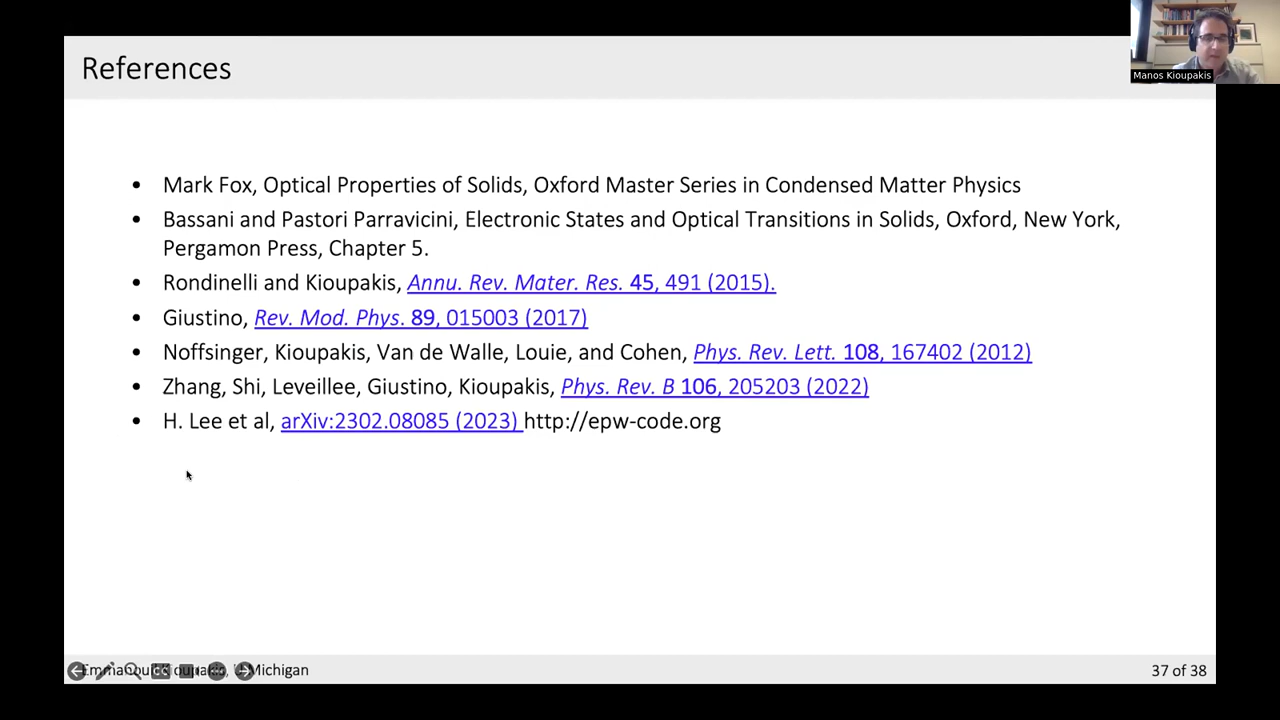 References
Manos Kioupakis
• Mark Fox, Optical Properties of Solids, Oxford Master Series in Condensed Matter Physics
• Bassani and Pastori Parravicini, Electronic States and Optical Transitions in Solids, Oxford, New York,
Pergamon Press, Chapter 5.
• Rondinelli and Kioupakis, Annu. Rev. Mater. Res. 45, 491 (2015).
• Giustino, Rev. Mod. Phys. 89, 015003 (2017)
• Noffsinger, Kioupakis, Van de Walle, Louie, and Cohen, Phys. Rev. Lett. 108, 167402 (2012)
• Zhang, Shi, Leveillee, Giustino, Kioupakis, Phys. Rev. B 106, 205203 (2022)
• H. Lee et al, arXiv:2302.08085 (2023) http://epw-code.org
Emmanouil Kioupakis, U Michigan
37 of 38